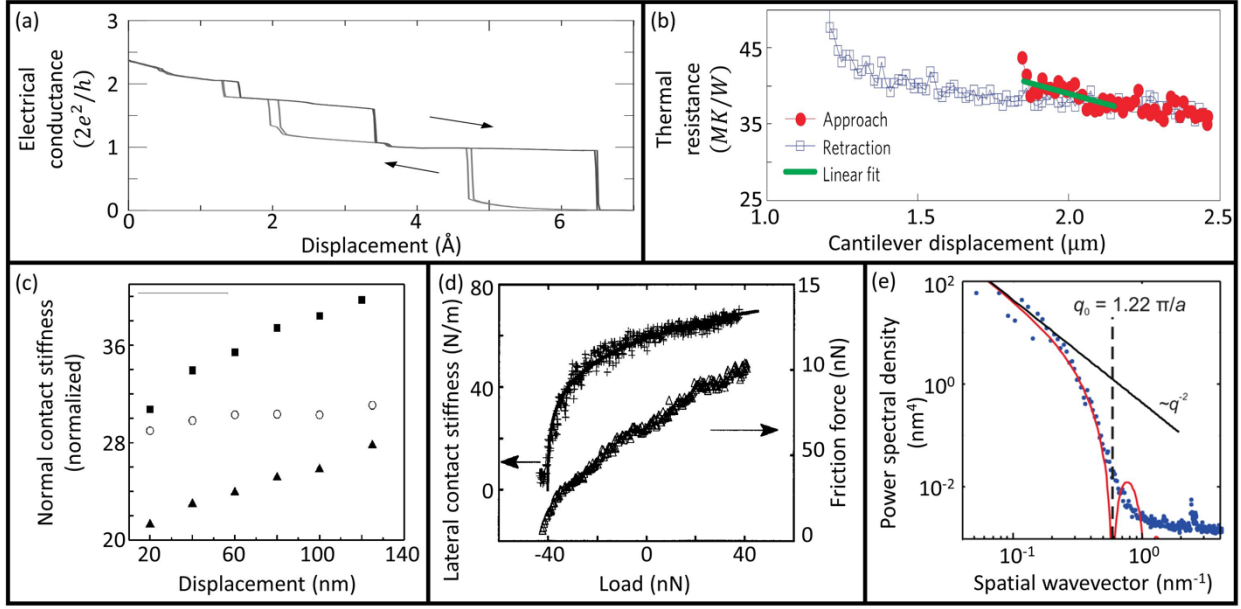 (a)
Electrical
conductance
(2e²/h)
3
2
1
0
0
2
4
6
Displacement (Å)
(b)
Thermal
resistance
(MK/W)
45
35
25
Approach
Retraction
Linear fit
1.0
1.5
2.0
2.5
Cantilever displacement (μm)
(c)
Normal contact stiffness
(normalized)
36
28
20
20
60
100
140
Displacement (nm)
(d)
Lateral contact stiffness (N/m)
80
40
0
15
10
50
0
Friction force (nN)
-40
0
40
Load (nN)
(e)
Power spectral density
(nm⁴)
10²
10⁰
10⁻²
q₀ = 1.22 π/a
~q⁻²
10⁻¹
10⁰
Spatial wavevector (nm⁻¹)